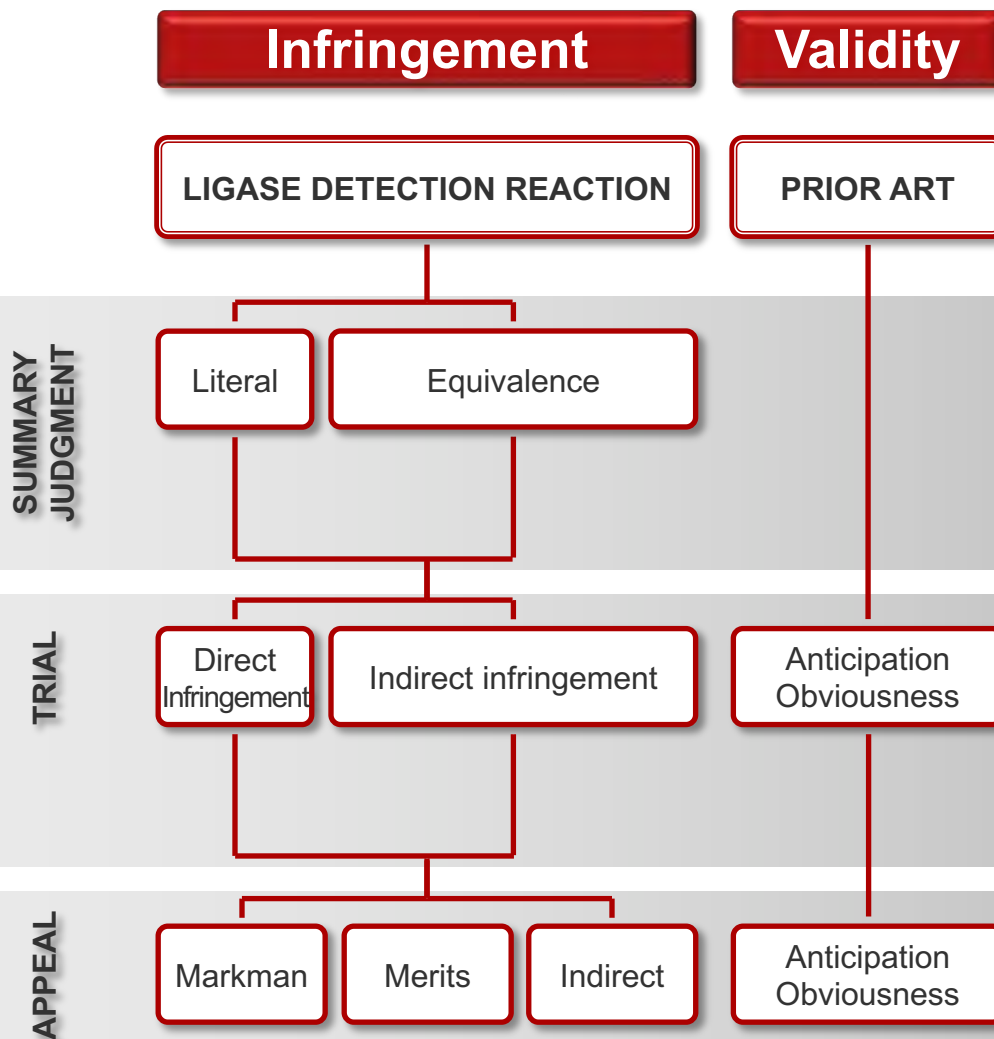 Infringement
Validity
LIGASE DETECTION REACTION
PRIOR ART
SUMMARY
JUDGMENT
Literal
Equivalence
TRIAL
Direct
Infringement
Indirect infringement
Anticipation
Obviousness
APPEAL
Markman
Merits
Indirect
Anticipation
Obviousness